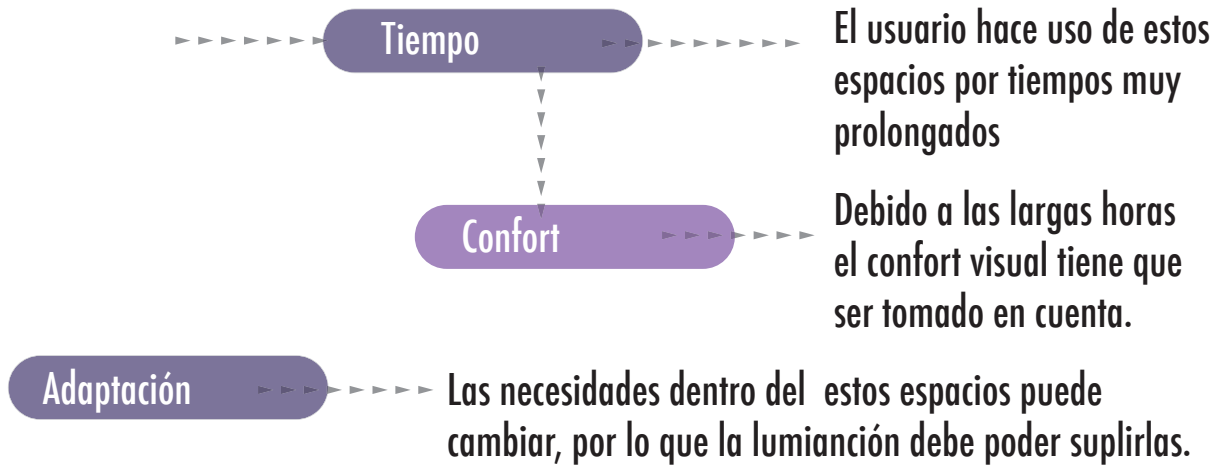 Tiempo
El usuario hace uso de estos
espacios por tiempos muy
prolongados
Confort
Debido a las largas horas
el confort visual tiene que
ser tomado en cuenta.
Adaptación
Las necesidades dentro del  estos espacios puede
cambiar, por lo que la lumianción debe poder suplirlas.